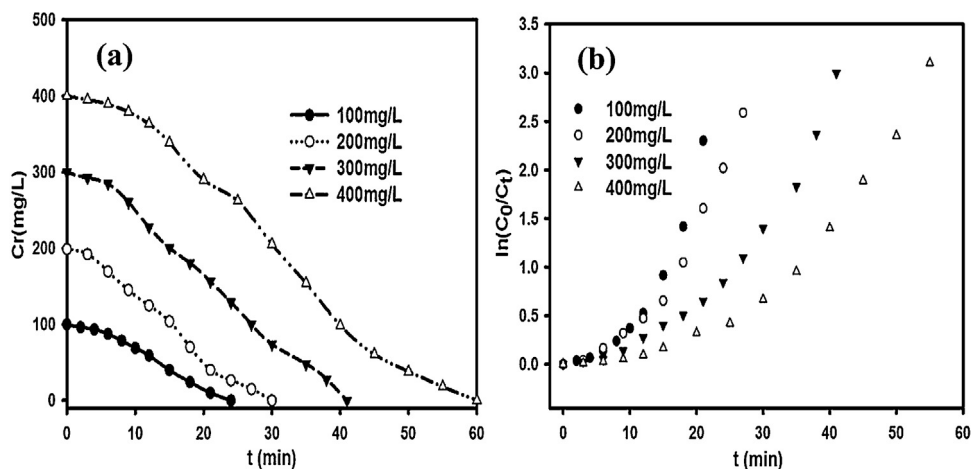 (a)
500
400
300
200
100
0
Cr(mg/L)
100mg/L
200mg/L
300mg/L
400mg/L
0 10 20 30 40 50 60
t (min)
(b)
3.5
3.0
2.5
2.0
1.5
1.0
0.5
0.0
ln(C0/Ct)
100mg/L
200mg/L
300mg/L
400mg/L
0 10 20 30 40 50 60
t (min)